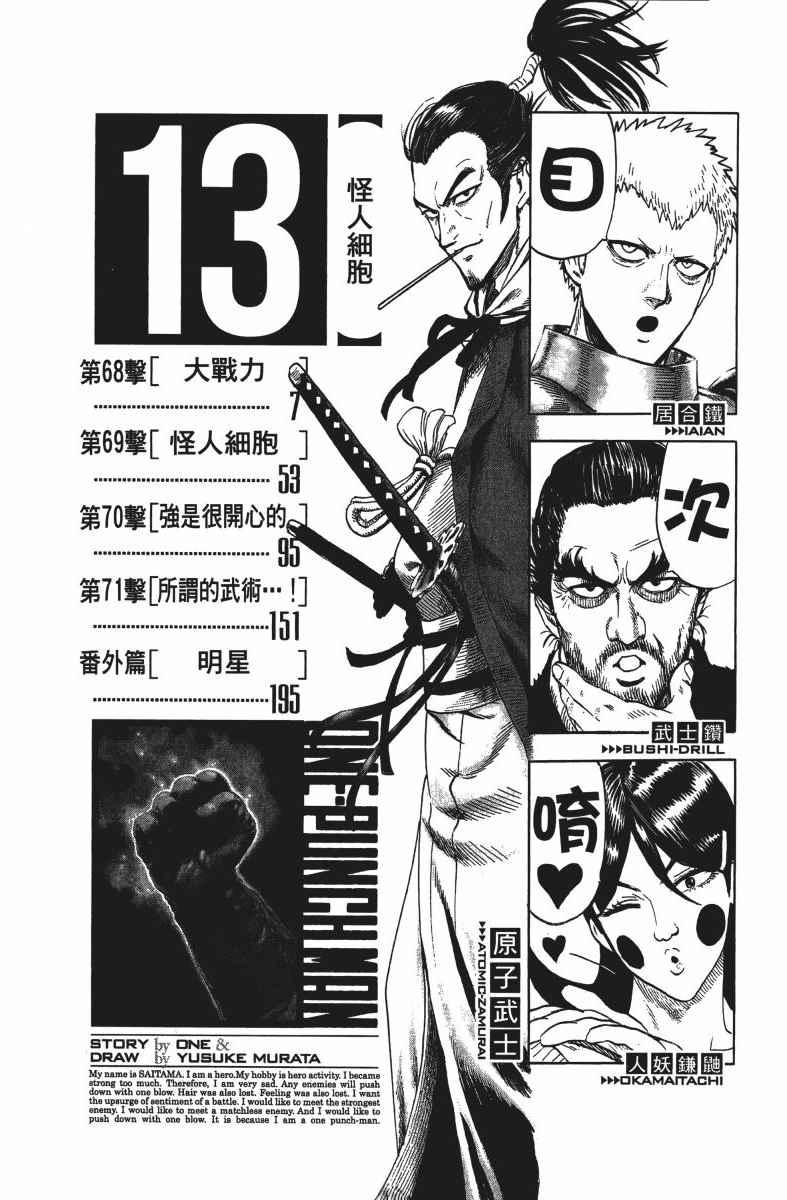 13
【怪人細胞】
第68擊[ 大戰力 ]
7
第69擊[ 怪人細胞 ]
53
第70擊[強是很開心的]
95
第71擊[所謂的武術…！]
151
番外篇[ 明星 ]
195
ONE-PUNCH MAN
STORY by ONE &
DRAW by YUSUKE MURATA
My name is SAITAMA. I am a hero.My hobby is hero activity. I became
strong too much. Therefore, I am very sad. Any enemies will push
down with one blow. Hair was also lost. Feeling was also lost. I want
the upsurge of sentiment of a battle. I would like to meet the strongest
enemy. I would like to meet a matchless enemy. And I would like to
push down with one blow. It is because I am a one punch-man.
原子武士
ATOMIC-ZAMURAI
居合鐵
IAIAN
次
武士鑽
BUSHI-DRILL
唷♥
♥
人妖鎌鼬
OKAMAITACHI